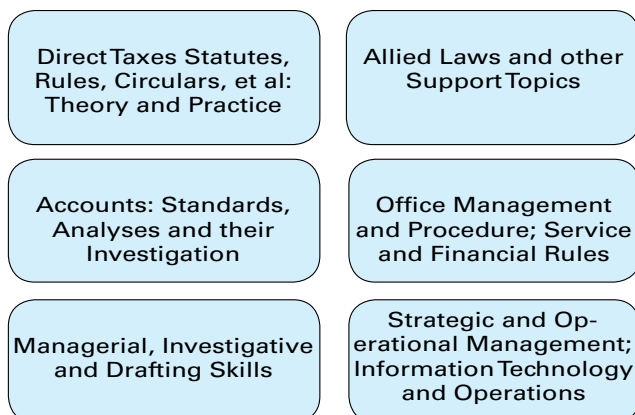 Direct Taxes Statutes,
Rules, Circulars, et al:
Theory and Practice
Allied Laws and other
Support Topics
Accounts: Standards,
Analyses and their
Investigation
Office Management
and Procedure; Service
and Financial Rules
Managerial, Investigative
and Drafting Skills
Strategic and Op-
erational Management;
Information Technology
and Operations